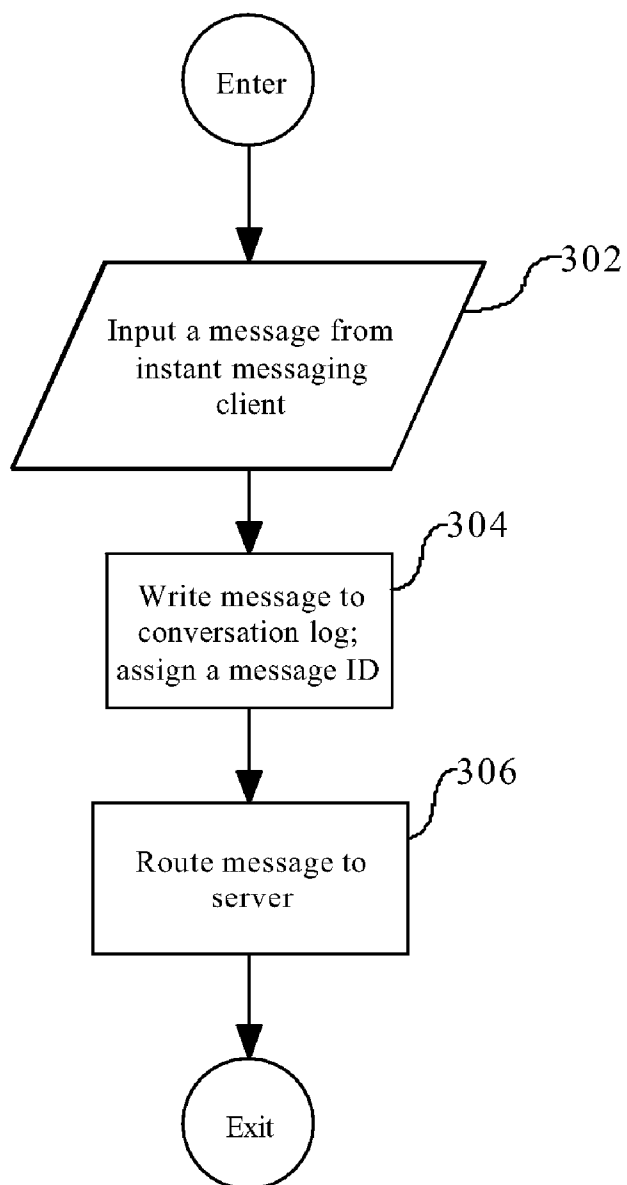 Enter
302
Input a message from
instant messaging
client
304
Write message to
conversation log;
assign a message ID
306
Route message to
server
Exit